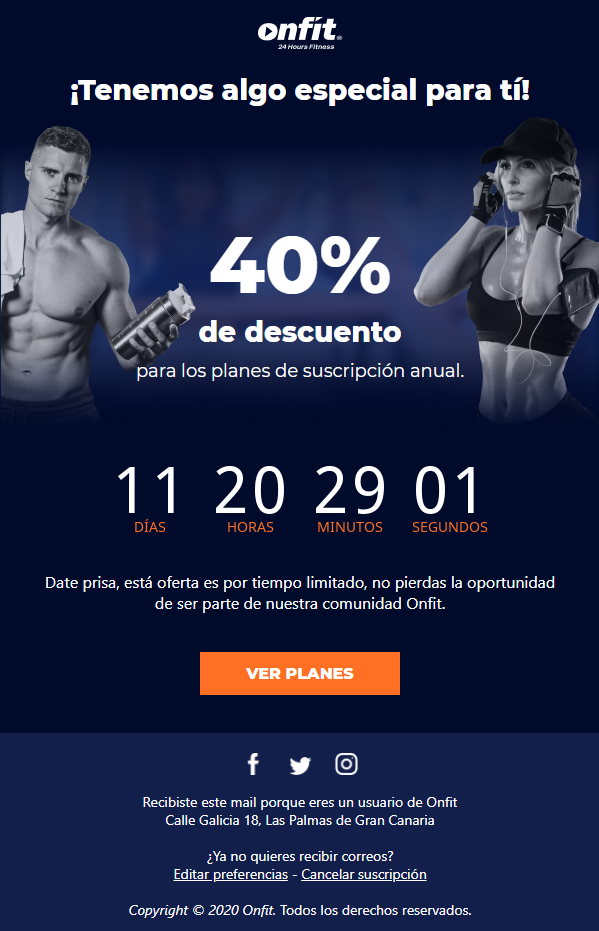 onfit®
24 Hours Fitness
¡Tenemos algo especial para tí!
40%
de descuento
para los planes de suscripción anual.
11 20 29 01
DÍAS HORAS MINUTOS SEGUNDOS
Date prisa, está oferta es por tiempo limitado, no pierdas la oportunidad
de ser parte de nuestra comunidad Onfit.
VER PLANES
Recibiste este mail porque eres un usuario de Onfit
Calle Galicia 18, Las Palmas de Gran Canaria
¿Ya no quieres recibir correos?
Editar preferencias - Cancelar suscripción
Copyright © 2020 Onfit. Todos los derechos reservados.